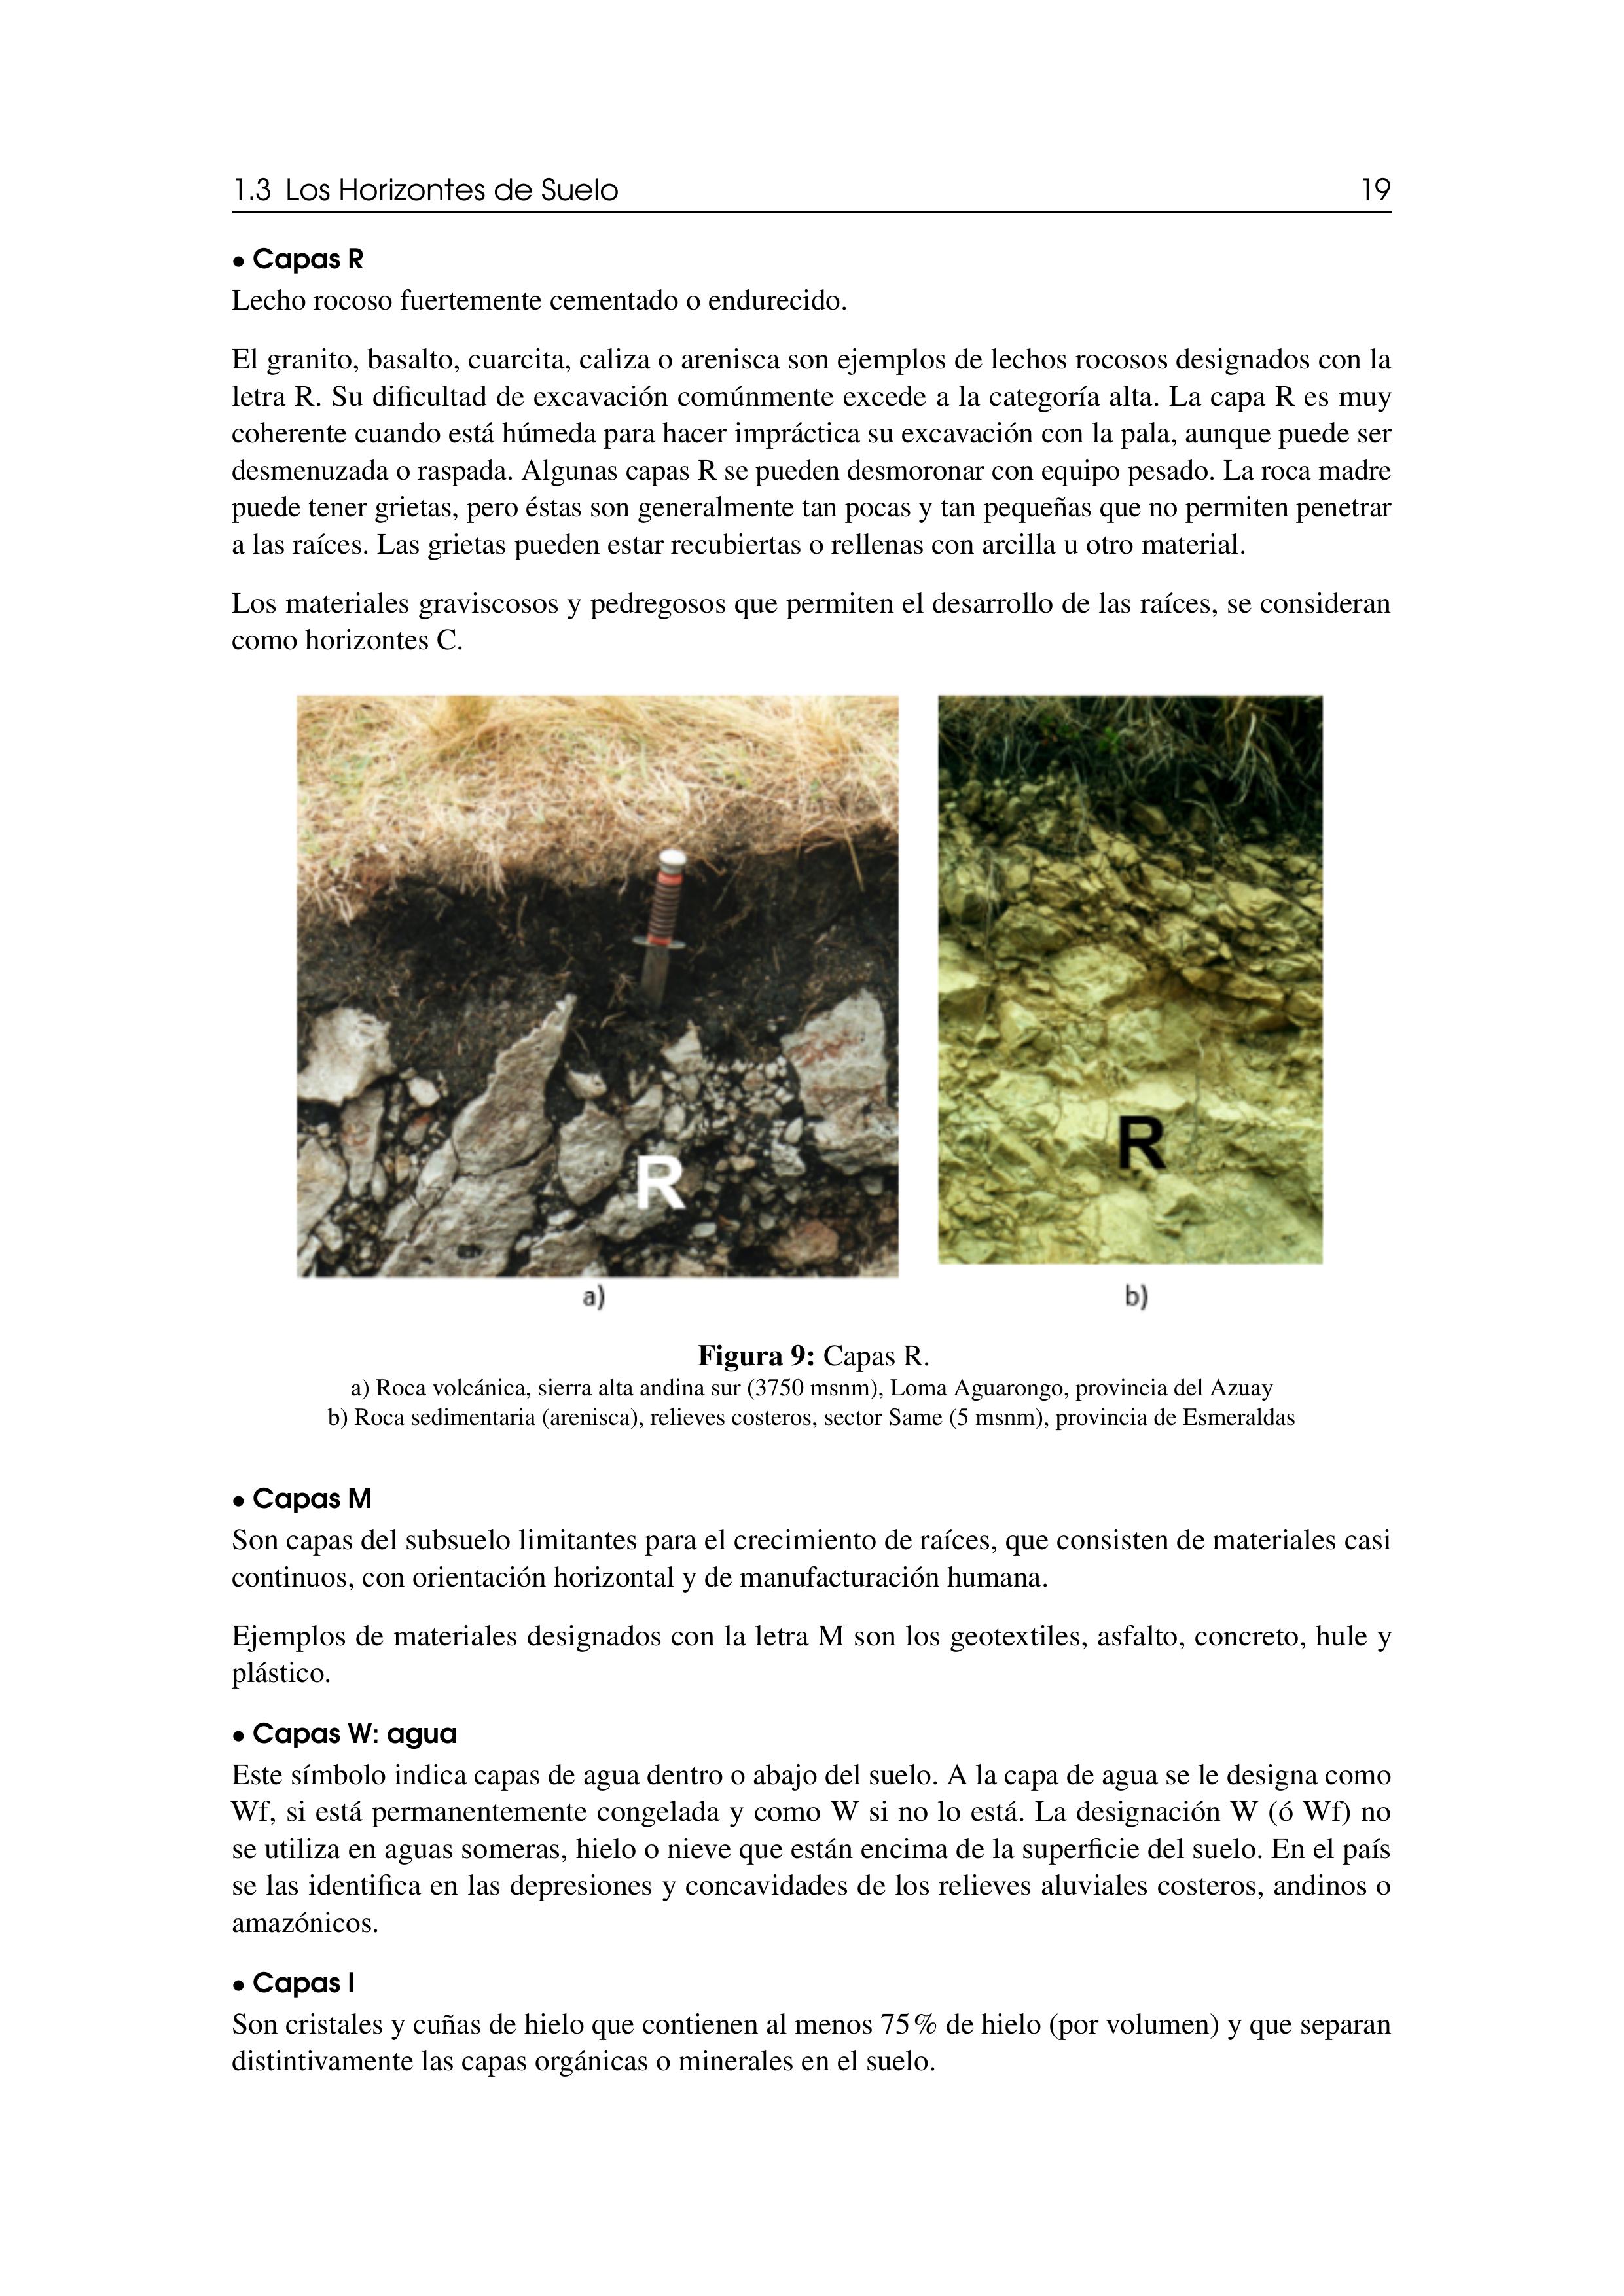 1.3 Los Horizontes de Suelo 19
• Capas R
Lecho rocoso fuertemente cementado o endurecido.
El granito, basalto, cuarcita, caliza o arenisca son ejemplos de lechos rocosos designados con la
letra R. Su dificultad de excavación comúnmente excede a la categoría alta. La capa R es muy
coherente cuando está húmeda para hacer impráctica su excavación con la pala, aunque puede ser
desmenuzada o raspada. Algunas capas R se pueden desmoronar con equipo pesado. La roca madre
puede tener grietas, pero éstas son generalmente tan pocas y tan pequeñas que no permiten penetrar
a las raíces. Las grietas pueden estar recubiertas o rellenas con arcilla u otro material.
Los materiales graviscosos y pedregosos que permiten el desarrollo de las raíces, se consideran
como horizontes C.
R
R
a)
b)
Figura 9: Capas R.
a) Roca volcánica, sierra alta andina sur (3750 msnm), Loma Aguarongo, provincia del Azuay
b) Roca sedimentaria (arenisca), relieves costeros, sector Same (5 msnm), provincia de Esmeraldas
• Capas M
Son capas del subsuelo limitantes para el crecimiento de raíces, que consisten de materiales casi
continuos, con orientación horizontal y de manufacturación humana.
Ejemplos de materiales designados con la letra M son los geotextiles, asfalto, concreto, hule y
plástico.
• Capas W: agua
Este símbolo indica capas de agua dentro o abajo del suelo. A la capa de agua se le designa como
Wf, si está permanentemente congelada y como W si no lo está. La designación W (ó Wf) no
se utiliza en aguas someras, hielo o nieve que están encima de la superficie del suelo. En el país
se las identifica en las depresiones y concavidades de los relieves aluviales costeros, andinos o
amazónicos.
• Capas I
Son cristales y cuñas de hielo que contienen al menos 75% de hielo (por volumen) y que separan
distintivamente las capas orgánicas o minerales en el suelo.